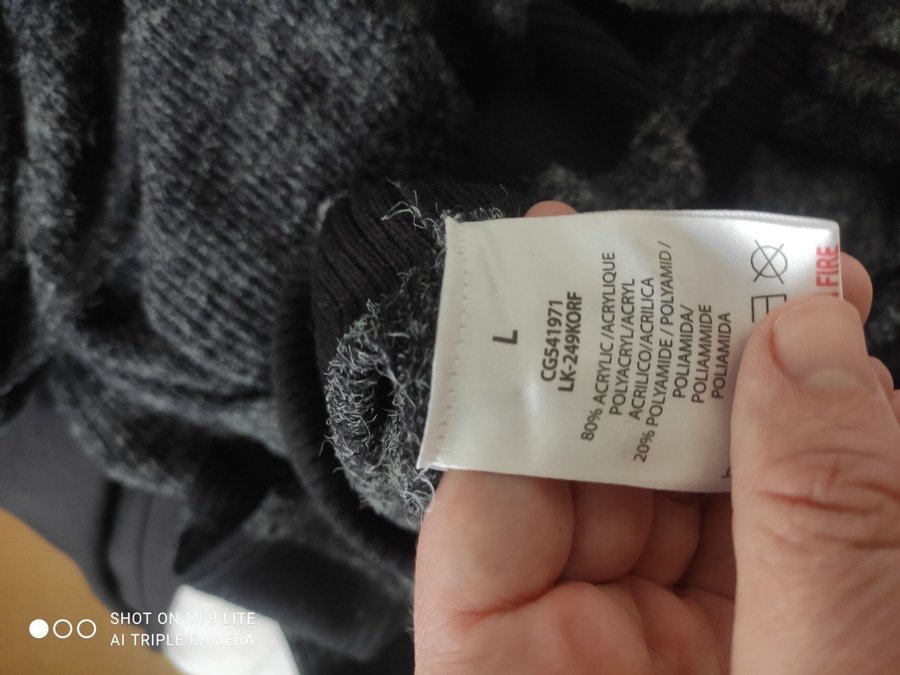 L
CG541971
LK-249KORF
80% ACRYLIC /ACRYLIQUE
POLYACRYL/ACRYL
ACRILICO/ACRILICA
20% POLYAMIDE / POLYAMID /
POLIAMIDA/
POLIAMMIDE
POLIAMIDA
FIRE
SHOT ON MI 9 LITE
AI TRIPLE CAMERA